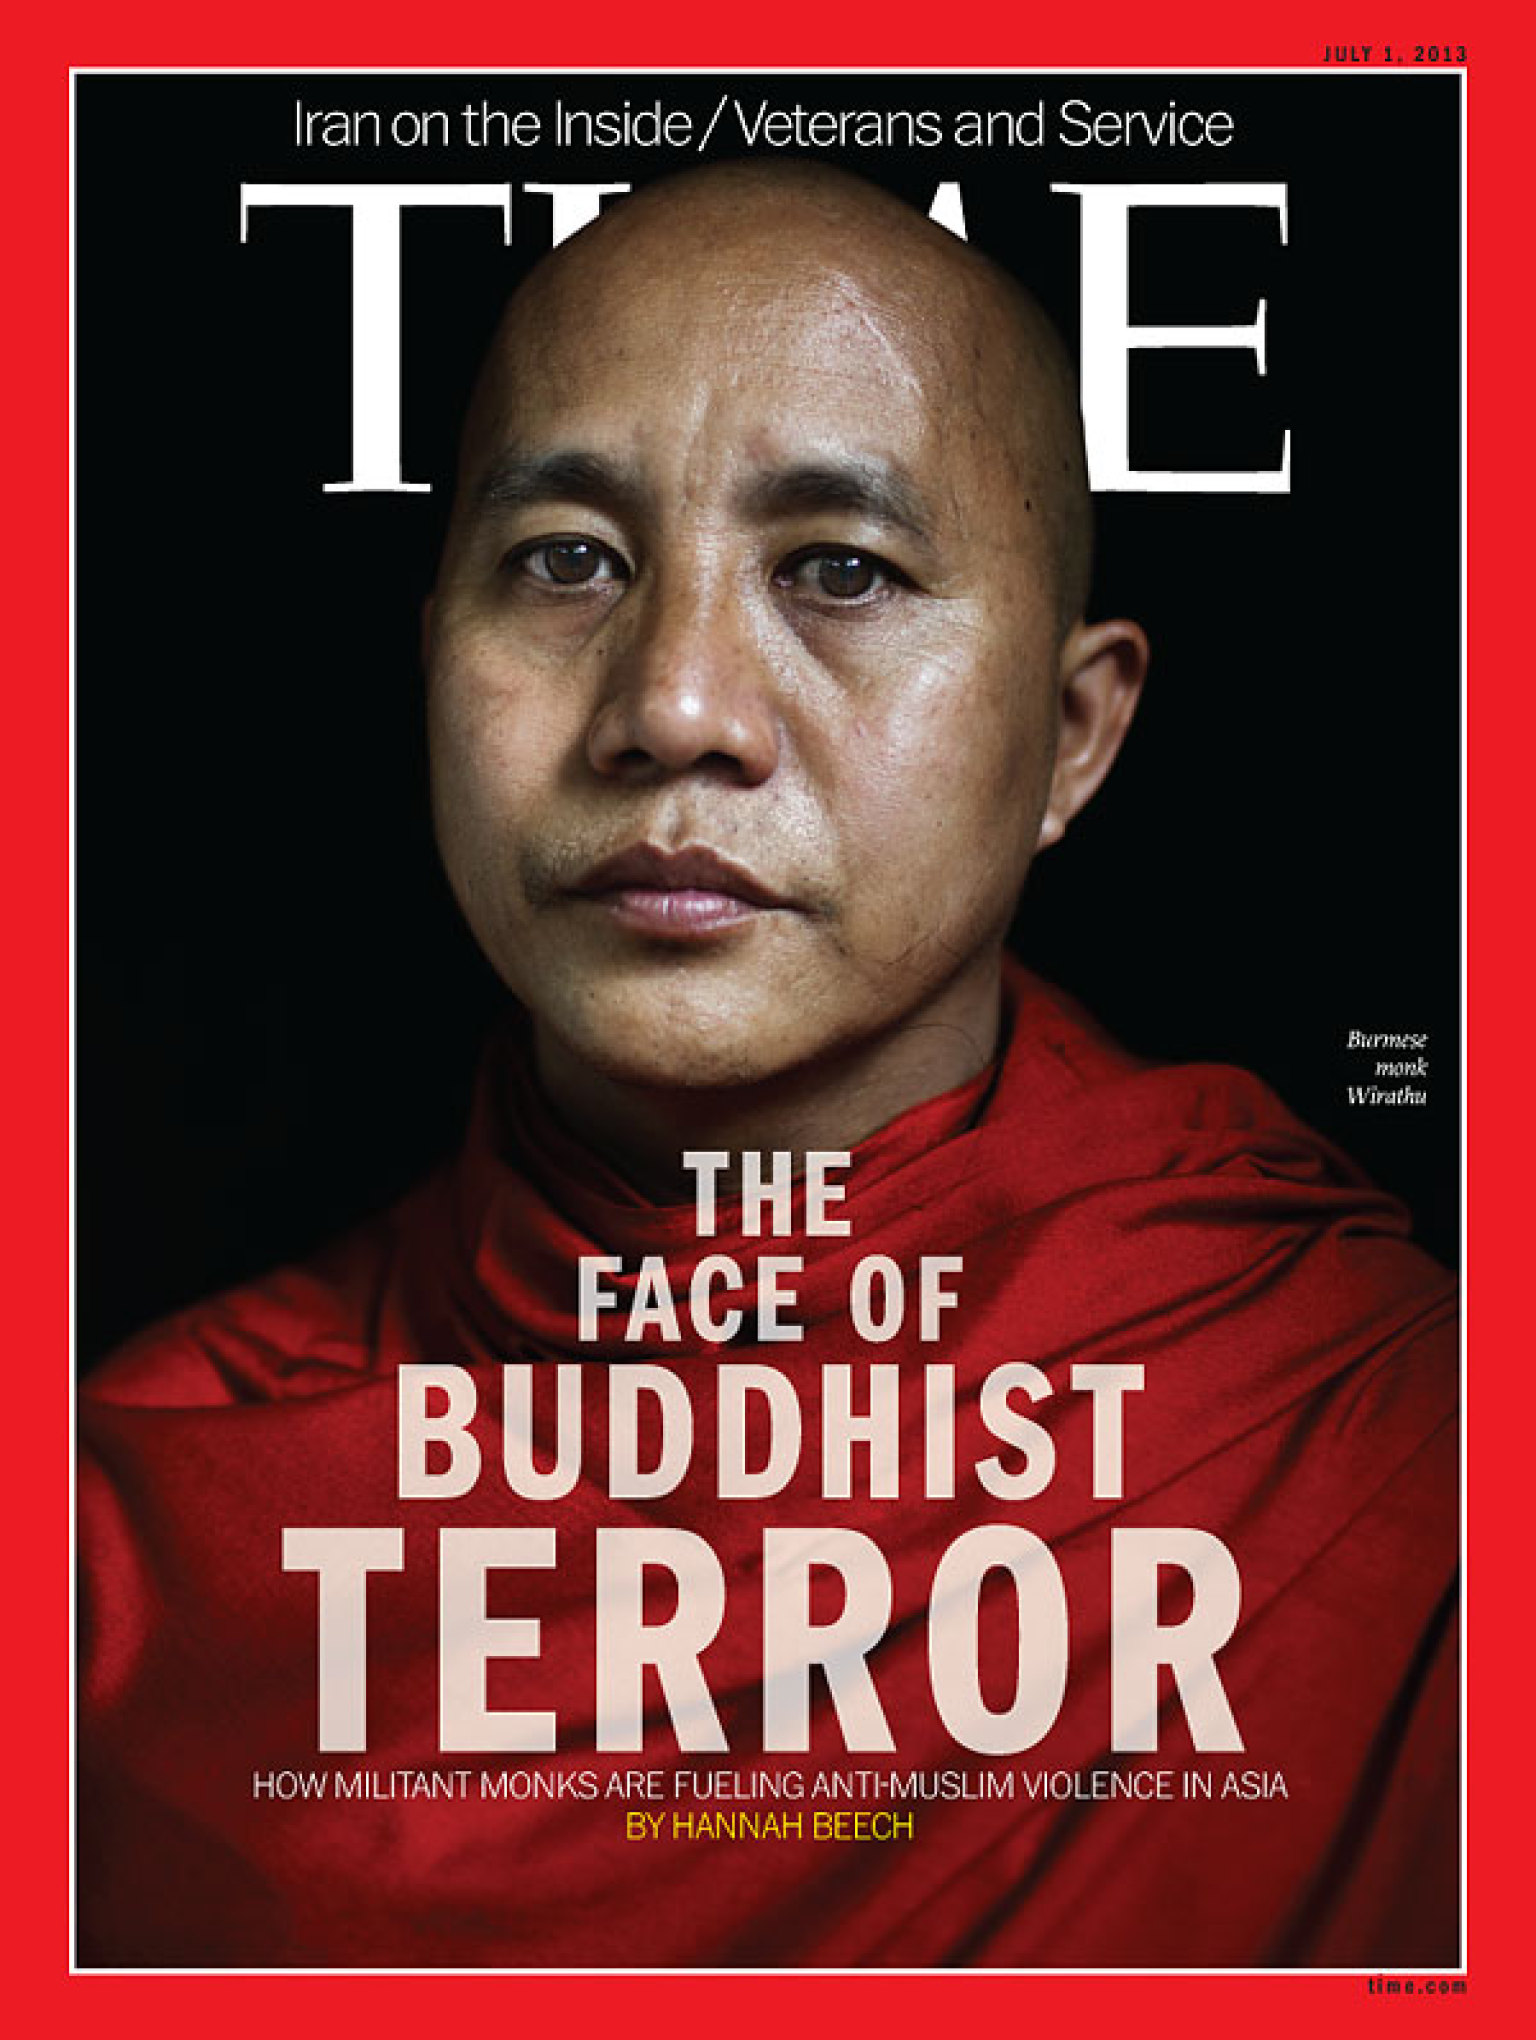 JULY 1, 2013
Iran on the Inside / Veterans and Service
TIME
Burmese
monk
Wirathu
THE
FACE OF
BUDDHIST
TERROR
HOW MILITANT MONKS ARE FUELING ANTI-MUSLIM VIOLENCE IN ASIA
BY HANNAH BEECH
time.com